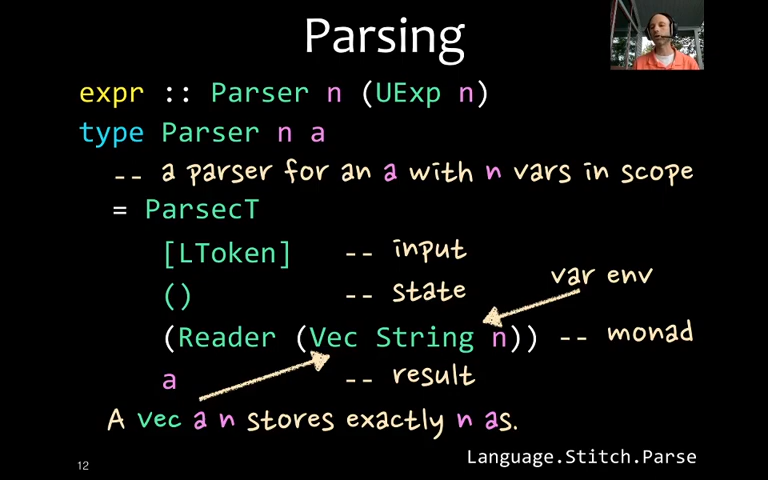 Parsing
expr :: Parser n (UExp n)
type Parser n a
-- a parser for an a with n vars in scope
= ParsecT
[LToken] -- input
() -- state
var env
(Reader (Vec String n)) -- monad
a -- result
A vec a n stores exactly n as.
12
Language.Stitch.Parse